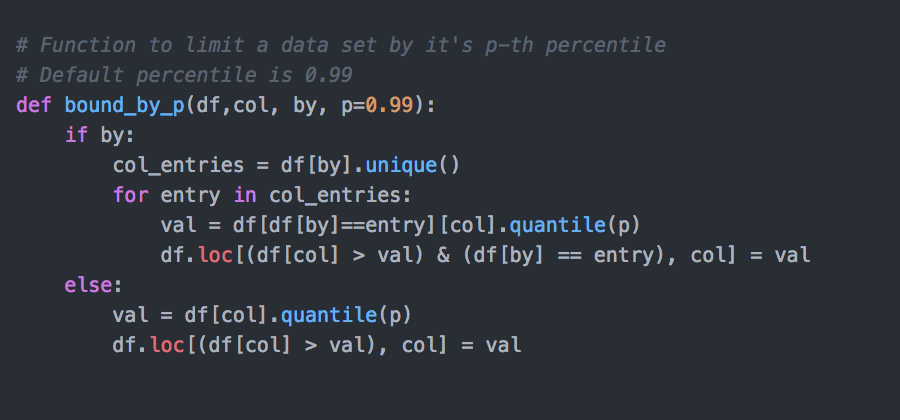 # Function to limit a data set by it's p-th percentile
# Default percentile is 0.99
def bound_by_p(df,col, by, p=0.99):
    if by:
        col_entries = df[by].unique()
        for entry in col_entries:
            val = df[df[by]==entry][col].quantile(p)
            df.loc[(df[col] > val) & (df[by] == entry), col] = val
    else:
        val = df[col].quantile(p)
        df.loc[(df[col] > val), col] = val